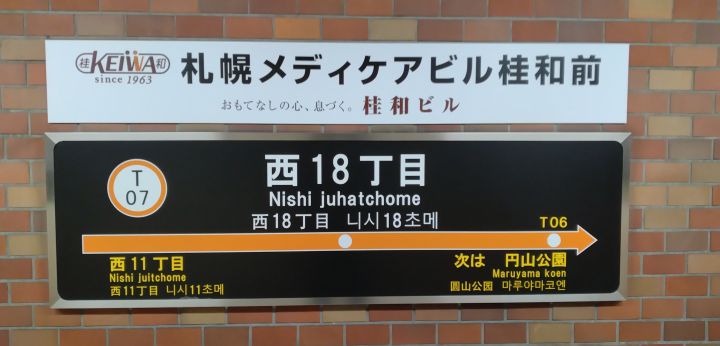 桂 KEIWA 和
since 1963
札幌メディケアビル桂和前
おもてなしの心、息づく。桂和ビル
T
07
西18丁目
Nishi juhatchome
西18丁目 니시18초메
T06
西11丁目
Nishi juitchome
西11丁目 니시11초메
次は 円山公園
Maruyama koen
圆山公园 마루야마코엔